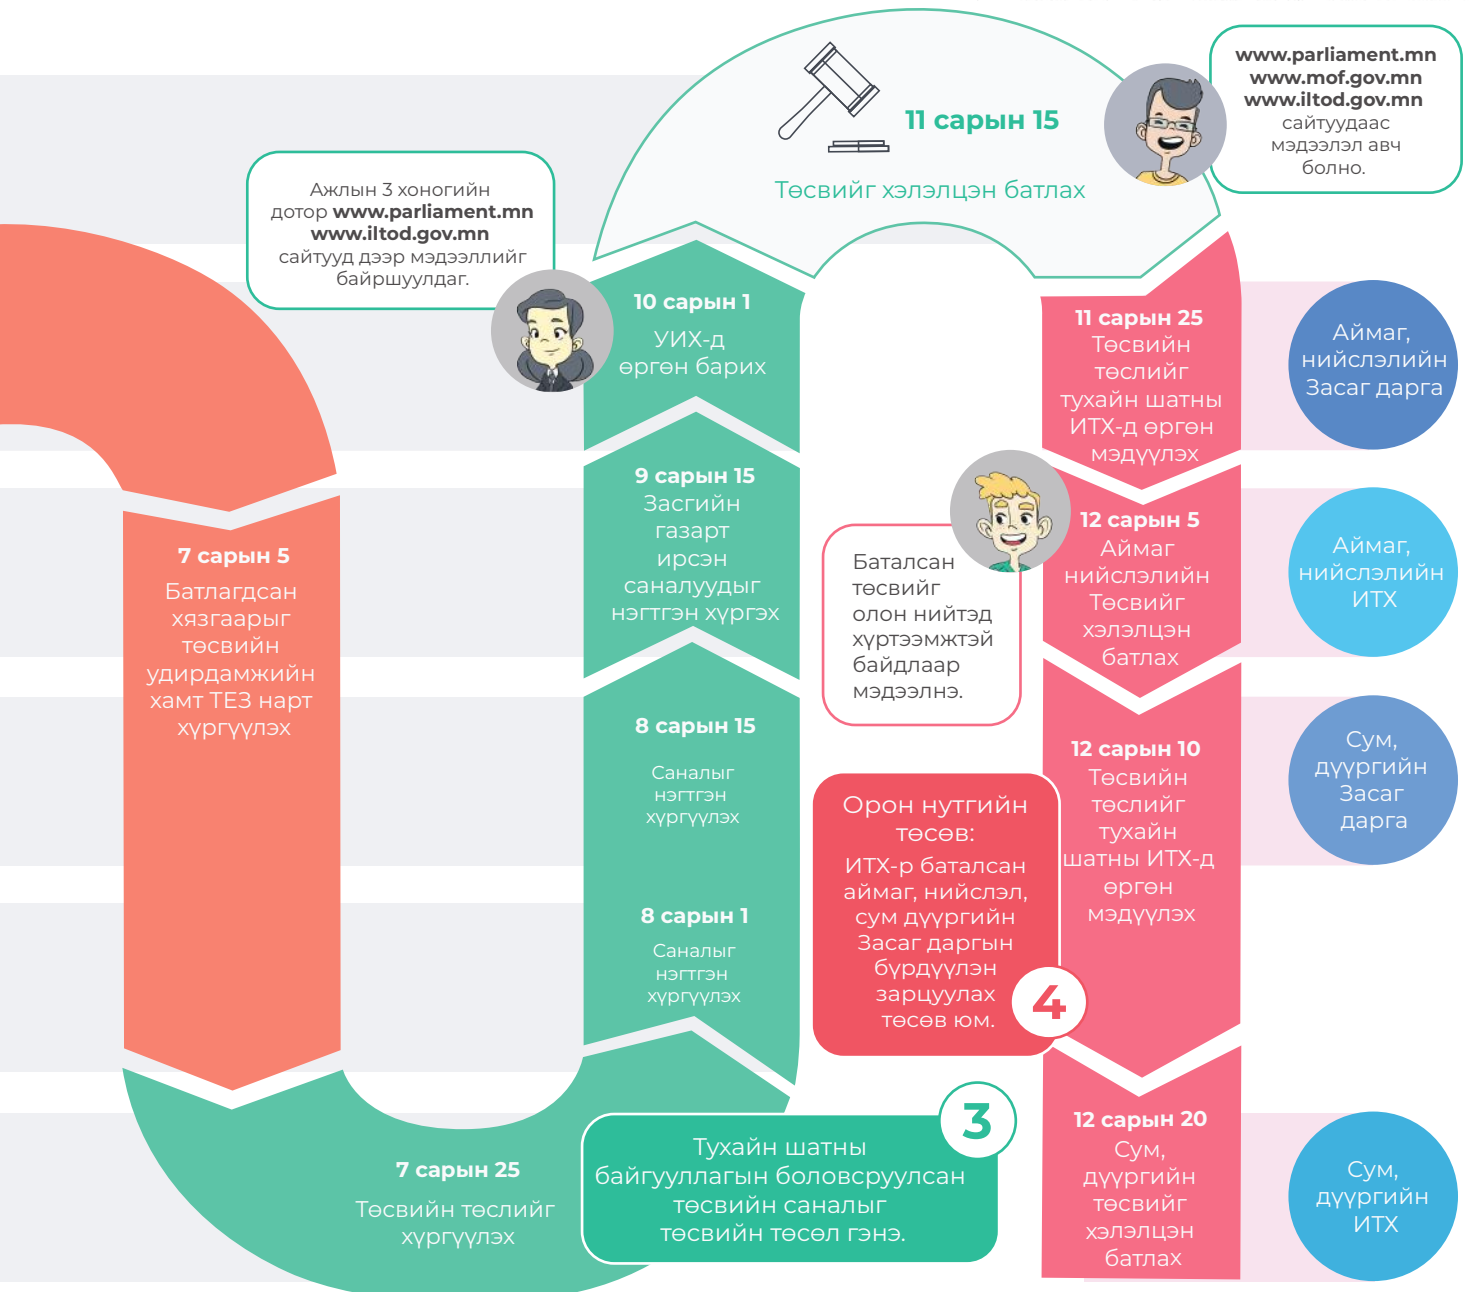 7 сарын 5
Батлагдсан
хязгаарыг
төсвийн
удирдамжийн
хамт ТЕЗ нарт
хүргүүлэх
7 сарын 25
Төсвийн төслийг
хүргүүлэх
3
Тухайн шатны
байгууллагын боловсруулсан
төсвийн саналыг
төсвийн төсөл гэнэ.
8 сарын 1
Саналыг
нэгтгэн
хүргүүлэх
8 сарын 15
Саналыг
нэгтгэн
хүргүүлэх
9 сарын 15
Засгийн
газарт
ирсэн
саналуудыг
нэгтгэн хүргэх
10 сарын 1
УИХ-д
өргөн барих
Ажлын 3 хоногийн
дотор www.parliament.mn
www.iltod.gov.mn
сайтууд дээр мэдээллийг
байршуулдаг.
11 сарын 15
Төсвийг хэлэлцэн батлах
www.parliament.mn
www.mof.gov.mn
www.iltod.gov.mn
сайтуудаас
мэдээлэл авч
болно.
11 сарын 25
Төсвийн
төслийг
тухайн шатны
ИТХ-д өргөн
мэдүүлэх
Аймаг,
нийслэлийн
Засаг дарга
12 сарын 5
Аймаг
нийслэлийн
Төсвийг
хэлэлцэн
батлах
Аймаг,
нийслэлийн
ИТХ
Баталсан
төсвийг
олон нийтэд
хүртээмжтэй
байдлаар
мэдээлнэ.
12 сарын 10
Төсвийн
төслийг
тухайн
шатны ИТХ-д
өргөн
мэдүүлэх
Сум,
дүүргийн
Засаг
дарга
Орон нутгийн
төсөв:
ИТХ-р баталсан
аймаг, нийслэл,
сум дүүргийн
Засаг даргын
бүрдүүлэн
зарцуулах
төсөв юм.
4
12 сарын 20
Сум,
дүүргийн
төсвийг
хэлэлцэн
батлах
Сум,
дүүргийн
ИТХ